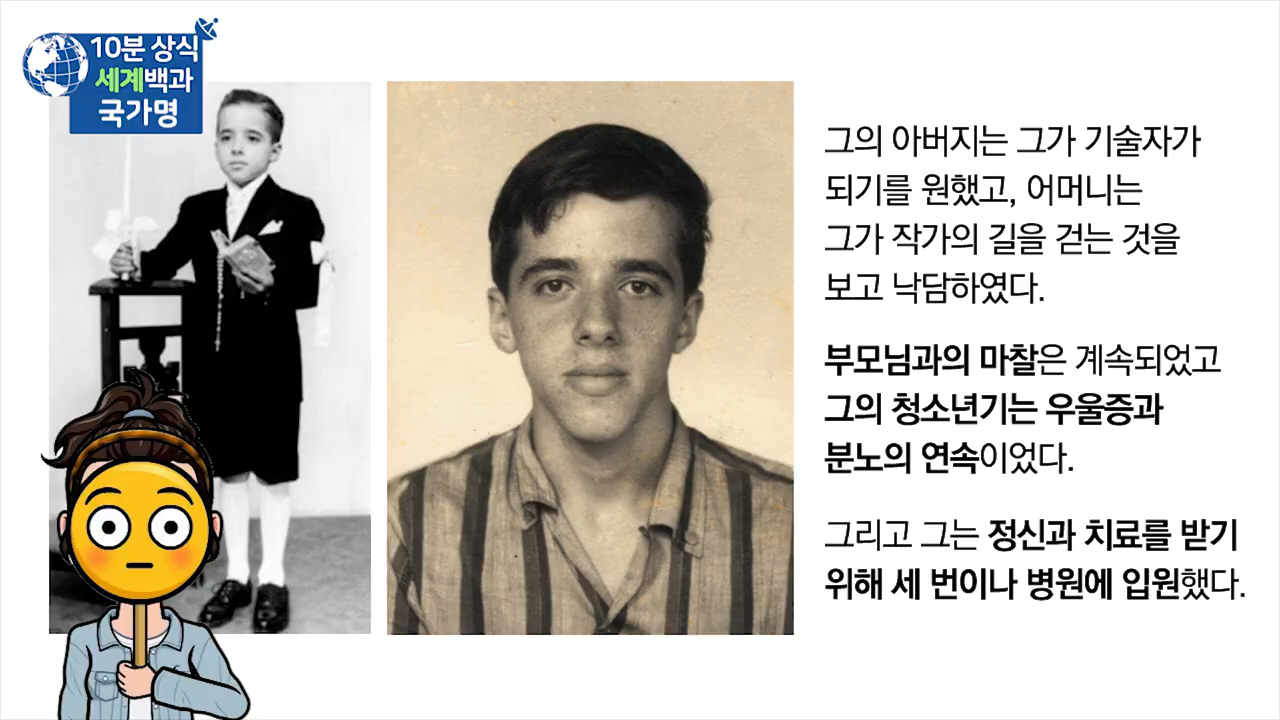 10분 상식
세계백과
국가명
그의 아버지는 그가 기술자가
되기를 원했고, 어머니는
그가 작가의 길을 걷는 것을
보고 낙담하였다.
부모님과의 마찰은 계속되었고
그의 청소년기는 우울증과
분노의 연속이었다.
그리고 그는 정신과 치료를 받기
위해 세 번이나 병원에 입원했다.